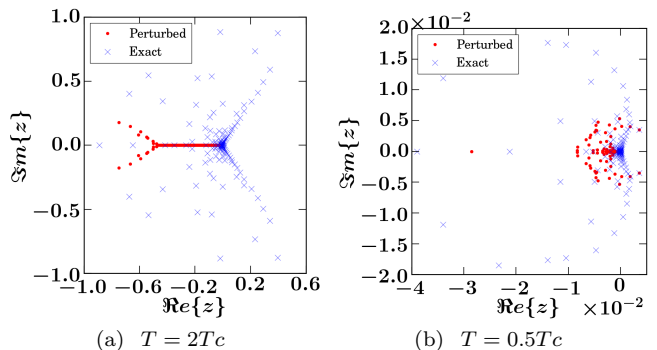 1.0
0.5
0.0
−0.5
−1.0
ℑm{z}
Perturbed
Exact
−1.0 −0.6 −0.2 0.2 0.6
ℜe{z}
(a) T = 2Tc
2.0 ×10⁻²
1.5
1.0
0.5
0.0
−0.5
−1.0
−1.5
−2.0
ℑm{z}
Perturbed
Exact
−4 −3 −2 −1 0
ℜe{z} ×10⁻²
(b) T = 0.5Tc